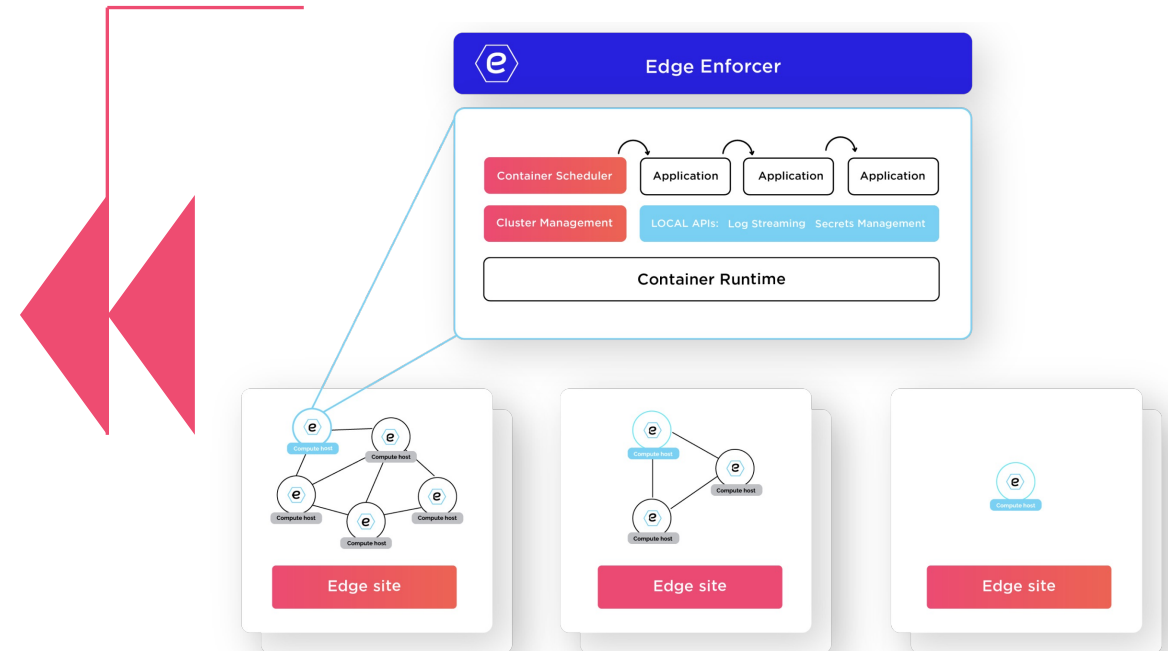 e Edge Enforcer
Container Scheduler Application Application Application
Cluster Management LOCAL APIs: Log Streaming Secrets Management
Container Runtime
e
Compute host
e
Compute host
e
Compute host
e
Compute host
e
Compute host
Edge site
e
Compute host
e
Compute host
e
Compute host
Edge site
e
Compute host
Edge site